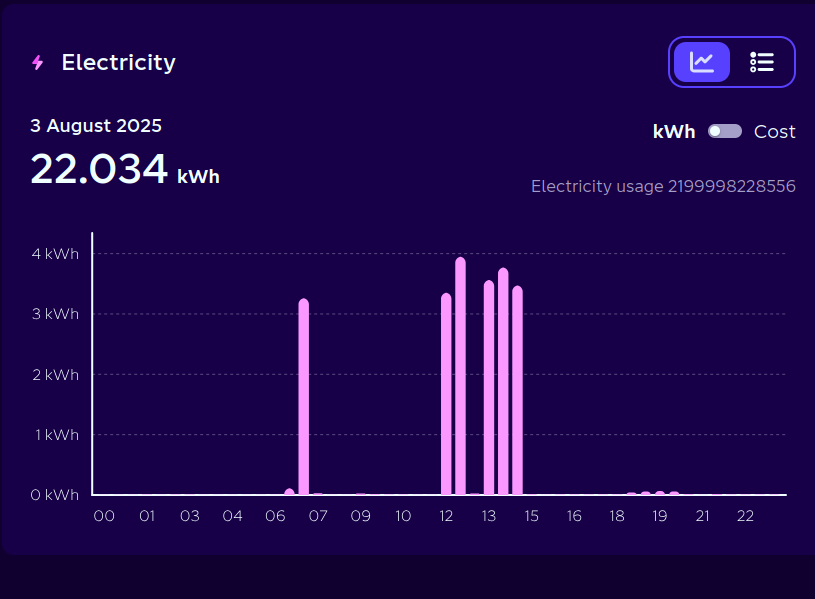 Electricity
3 August 2025
22.034 kWh
kWh Cost
Electricity usage 2199998228556
4 kWh
3 kWh
2 kWh
1 kWh
0 kWh
00 01 03 04 06 07 09 10 12 13 15 16 18 19 21 22